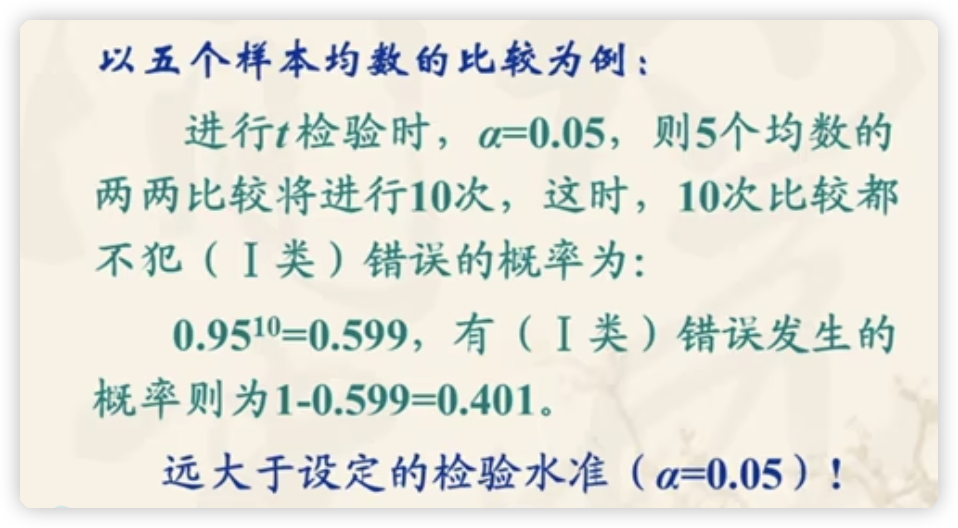 以五个样本均数的比较为例：
进行t检验时，α=0.05，则5个均数的
两两比较将进行10次，这时，10次比较都
不犯（Ⅰ类）错误的概率为：
0.95¹⁰=0.599，有（Ⅰ类）错误发生的
概率则为1-0.599=0.401。
远大于设定的检验水准（α=0.05）！